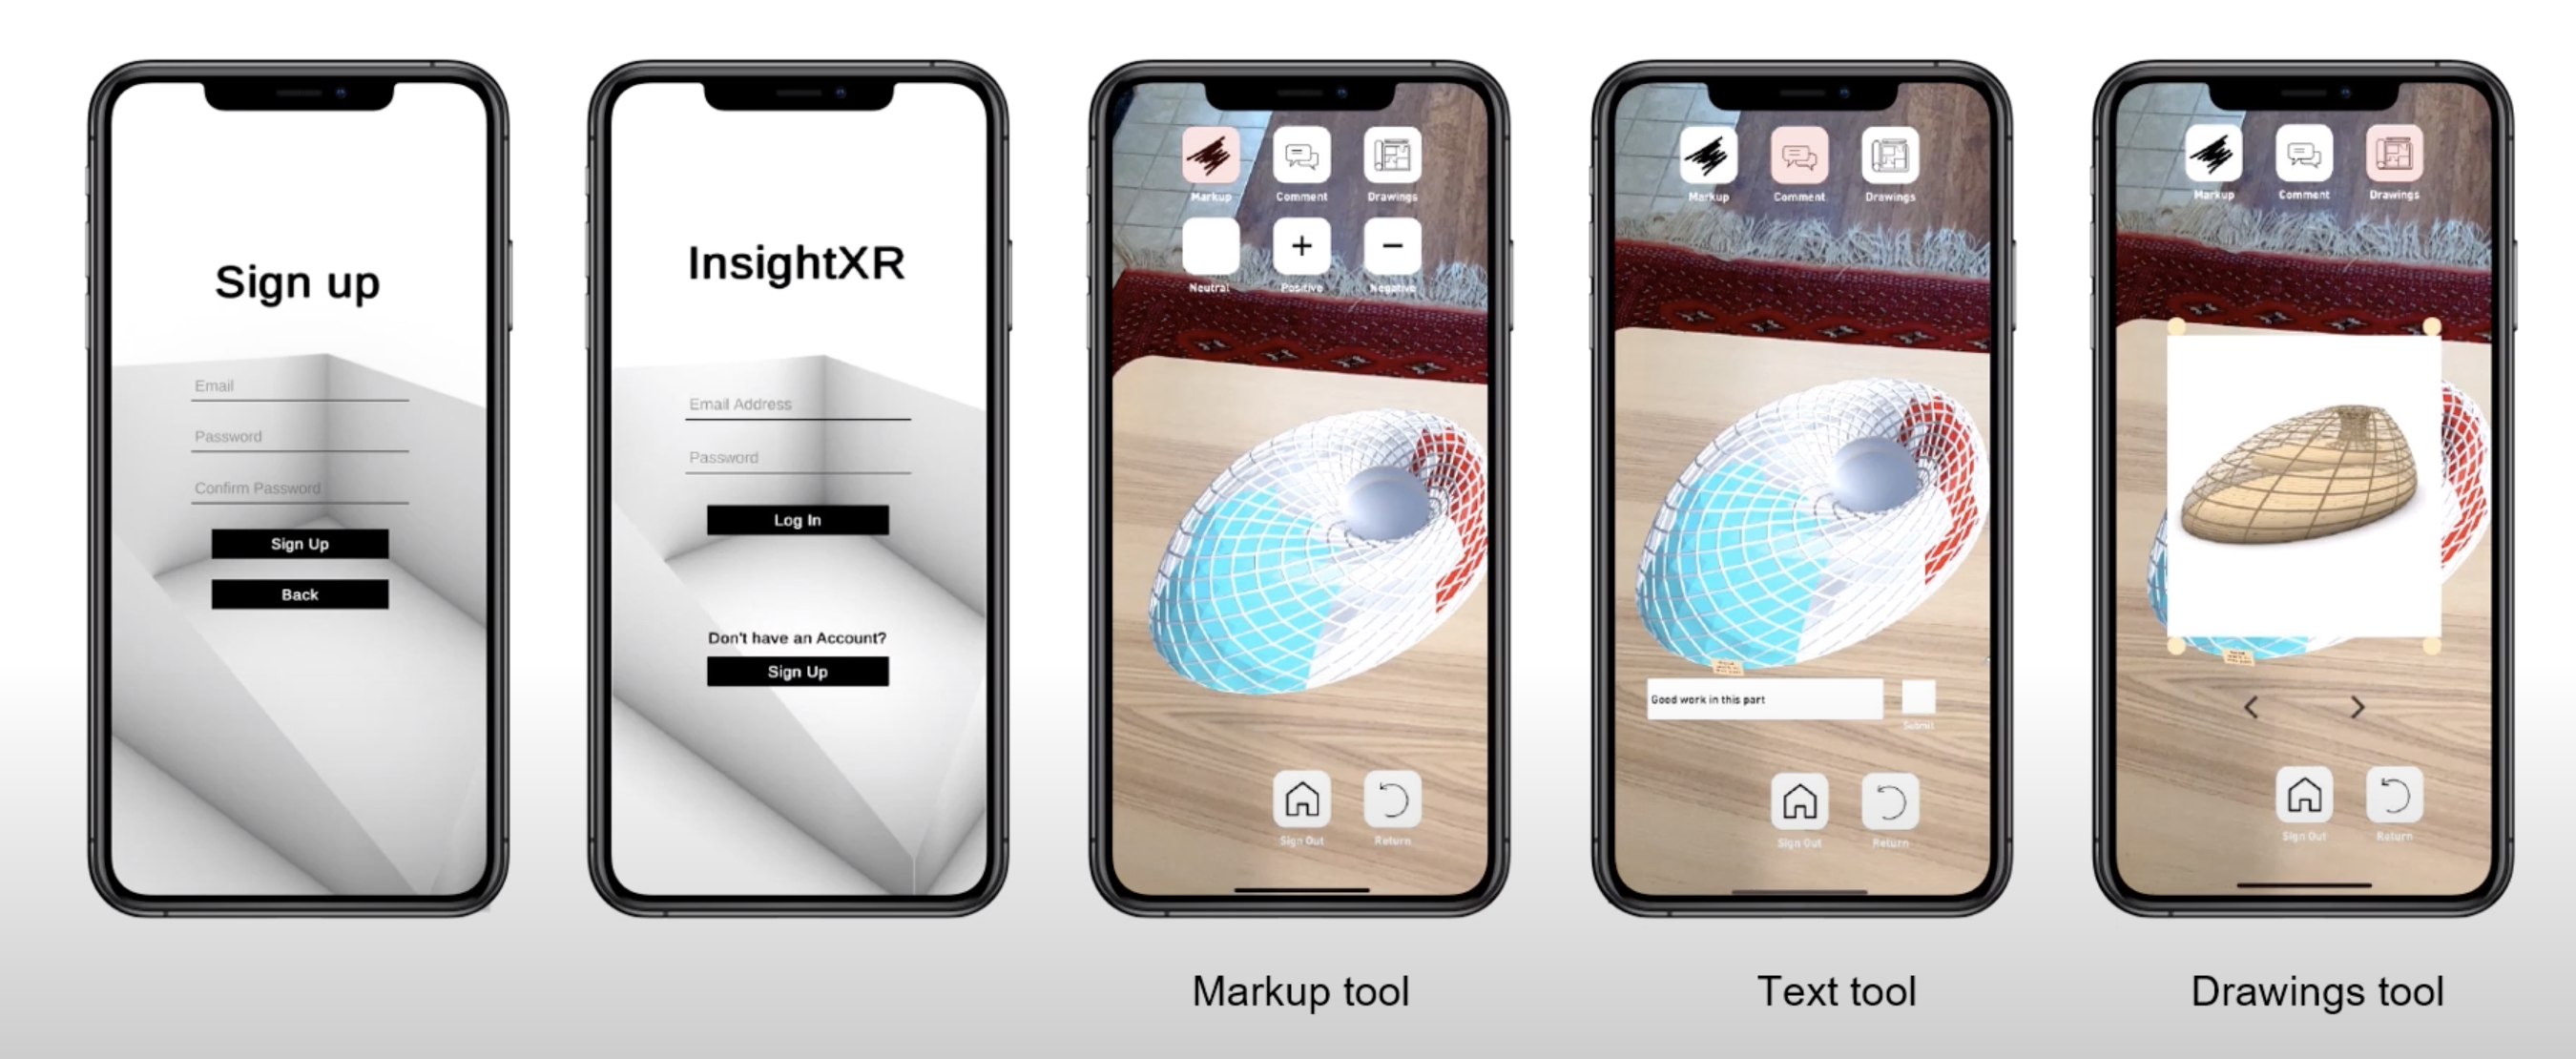 Sign up
Email
Password
Confirm Password
Sign Up
Back
InsightXR
Email Address
Password
Log In
Don't have an Account?
Sign Up
Markup Comment Drawings
+ −
Neutral Positive Negative
Sign Out Return
Markup tool
Markup Comment Drawings
Good work in this part
Submit
Sign Out Return
Text tool
Markup Comment Drawings
Sign Out Return
Drawings tool